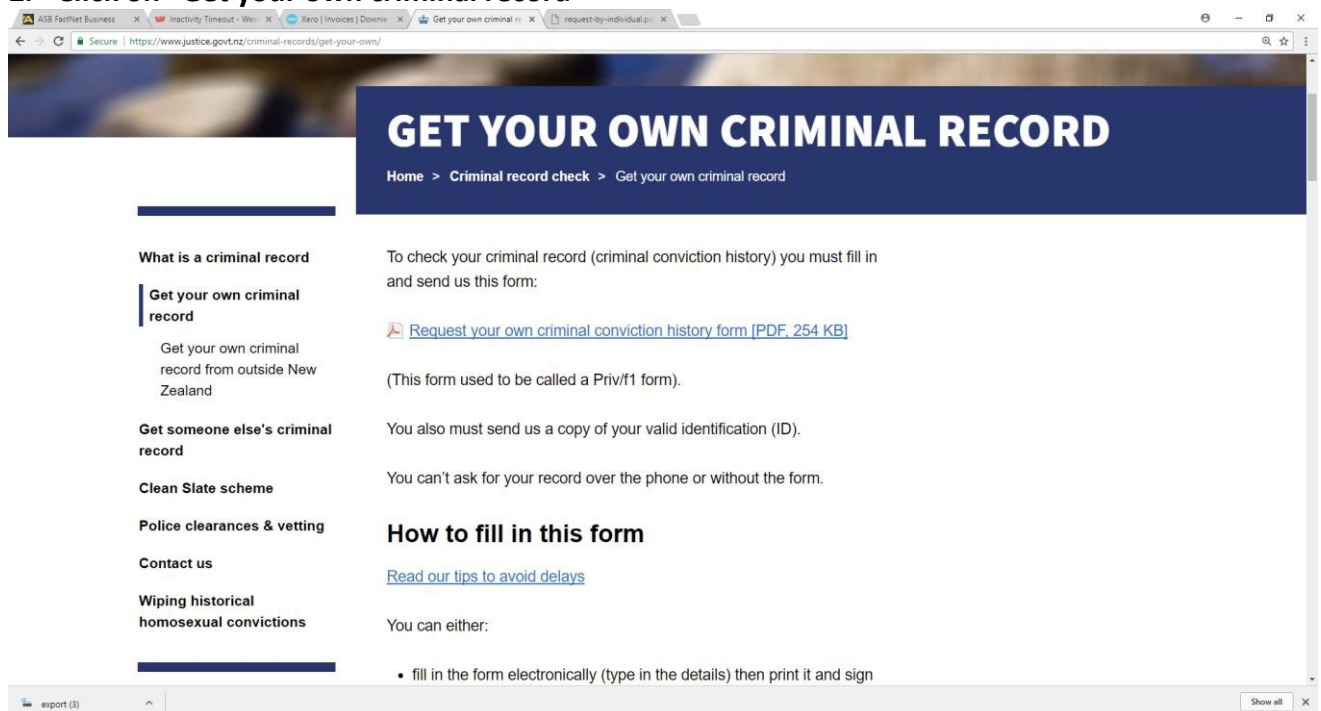 Click on "Get your own criminal record"
ASB FastNet Business
Inactivity Timeout - Wes
Xero | Invoices | Downie
Get your own criminal re
request-by-individual.pd
Secure | https://www.justice.govt.nz/criminal-records/get-your-own/
GET YOUR OWN CRIMINAL RECORD
Home > Criminal record check > Get your own criminal record
What is a criminal record
Get your own criminal
record
Get your own criminal
record from outside New
Zealand
Get someone else's criminal
record
Clean Slate scheme
Police clearances & vetting
Contact us
Wiping historical
homosexual convictions
To check your criminal record (criminal conviction history) you must fill in
and send us this form:
Request your own criminal conviction history form [PDF, 254 KB]
(This form used to be called a Priv/f1 form).
You also must send us a copy of your valid identification (ID).
You can't ask for your record over the phone or without the form.
How to fill in this form
Read our tips to avoid delays
You can either:
• fill in the form electronically (type in the details) then print it and sign
export (3)
Show all